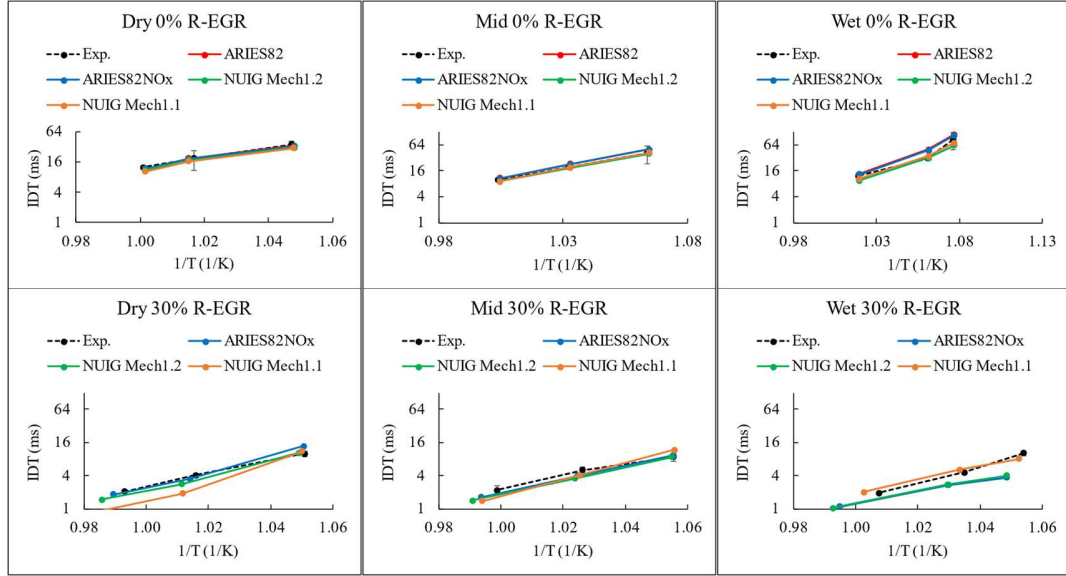 Dry 0% R-EGR
Exp. ARIES82
ARIES82NOx NUIG Mech1.2
NUIG Mech1.1
64
16
4
1
IDT (ms)
0.98 1.00 1.02 1.04 1.06
1/T (1/K)
Mid 0% R-EGR
Exp. ARIES82
ARIES82NOx NUIG Mech1.2
NUIG Mech1.1
64
16
4
1
IDT (ms)
0.98 1.03 1.08
1/T (1/K)
Wet 0% R-EGR
Exp. ARIES82
ARIES82NOx NUIG Mech1.2
NUIG Mech1.1
64
16
4
1
IDT (ms)
0.98 1.03 1.08 1.13
1/T (1/K)
Dry 30% R-EGR
Exp. ARIES82NOx
NUIG Mech1.2 NUIG Mech1.1
64
16
4
1
IDT (ms)
0.98 1.00 1.02 1.04 1.06
1/T (1/K)
Mid 30% R-EGR
Exp. ARIES82NOx
NUIG Mech1.2 NUIG Mech1.1
64
16
4
1
IDT (ms)
0.98 1.00 1.02 1.04 1.06
1/T (1/K)
Wet 30% R-EGR
Exp. ARIES82NOx
NUIG Mech1.2 NUIG Mech1.1
64
16
4
1
IDT (ms)
0.98 1.00 1.02 1.04 1.06
1/T (1/K)